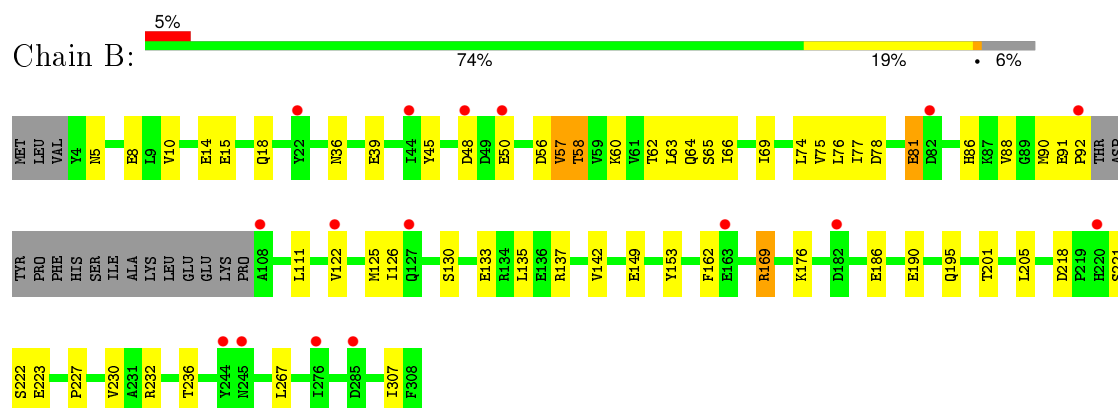 5%
Chain B:
74% 19% • 6%
MET LEU VAL Y4 N5 E8 L9 V10 E14 E15 Q18 Y22 N36 E39 I44 Y45 D48 D49 E50 D56 V57 T58 V59 K60 V61 T62 L63 Q64 S65 I66 I69 L74 V75 L76 I77 D78 E81 D82 H86 K87 V88 G89 M90 E91 P92 THR ASP
TYR PRO PHE HIS SER ILE ALA LYS LEU GLU GLU LYS PRO A108 L111 V122 M125 I126 Q127 S130 E133 R134 L135 E136 R137 V142 E149 Y153 F162 E163 R169 K176 D182 E186 E190 Q195 T201 L205 D218 P219 H220 S221
S222 E223 P227 V230 A231 R232 T236 Y244 N245 L267 I276 D285 I307 F308